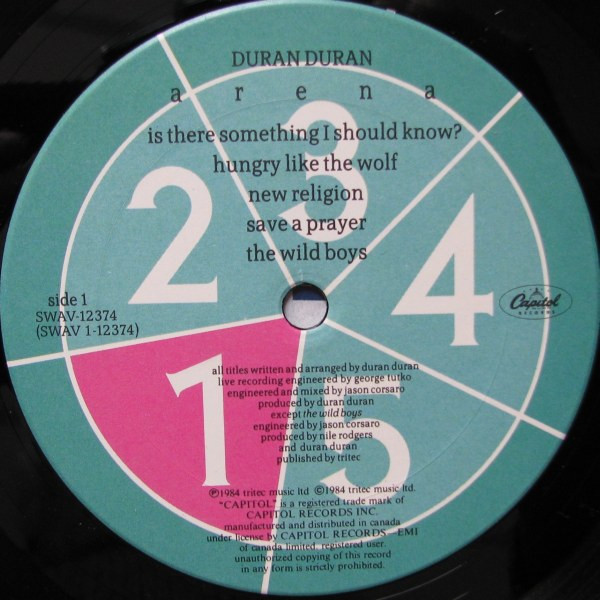 DURAN DURAN
arena
is there something I should know?
hungry like the wolf
new religion
save a prayer
the wild boys
2
3
4
side 1
SWAV-12374
(SWAV 1-12374)
Capitol
RECORDS
1
5
all titles written and arranged by duran duran
live recording engineered by george tutko
engineered and mixed by jason corsaro
produced by duran duran
except the wild boys
engineered by jason corsaro
produced by nile rodgers
and duran duran
published by tritec
℗1984 tritec music ltd ©1984 tritec music ltd.
"CAPITOL" is a registered trade mark of
CAPITOL RECORDS INC.
manufactured and distributed in canada
under license by CAPITOL RECORDS—EMI
of canada limited, registered user.
unauthorized copying of this record
in any form is strictly prohibited.